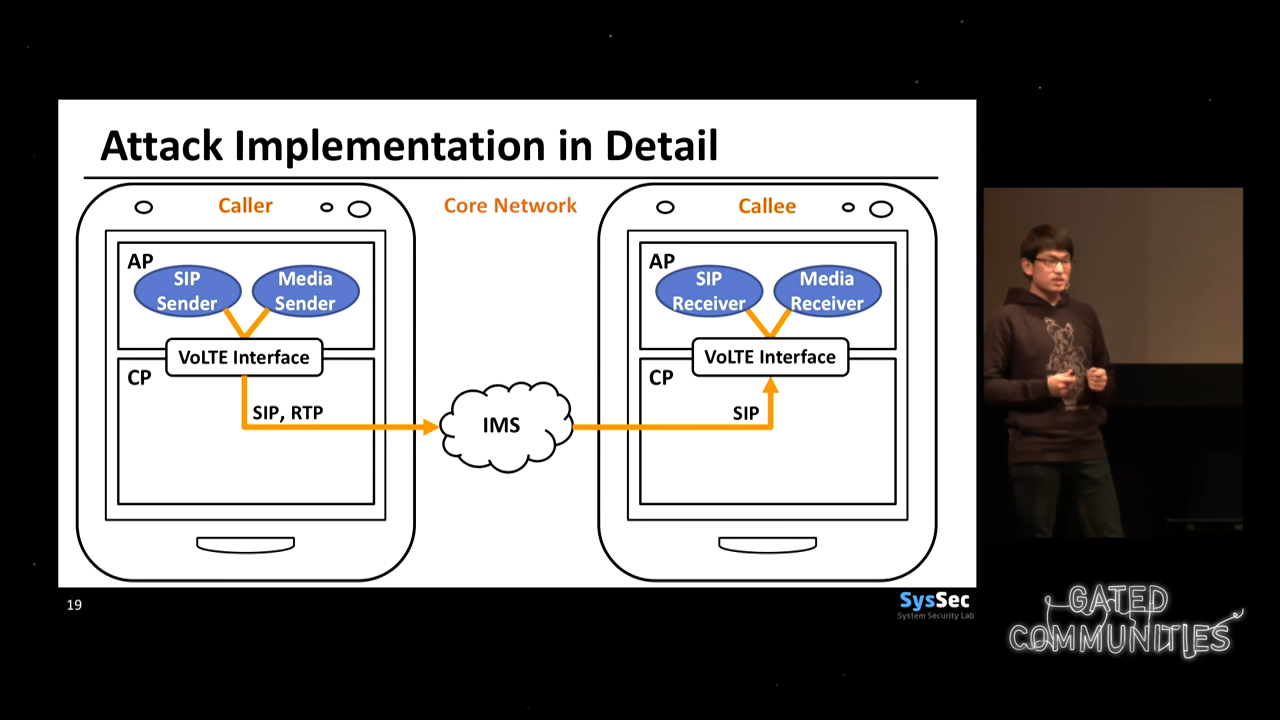 Attack Implementation in Detail
Caller
Core Network
Callee
AP
SIP
Sender
Media
Sender
VoLTE Interface
CP
SIP, RTP
IMS
AP
SIP
Receiver
Media
Receiver
VoLTE Interface
CP
SIP
19
SysSec
System Security Lab
GATED
COMMUNITIES